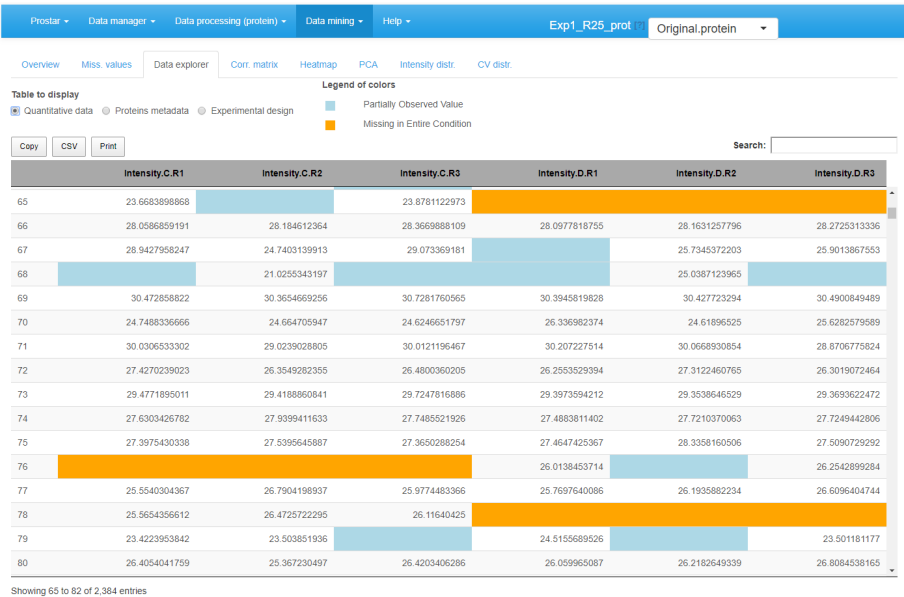 Prostar Data manager Data processing (protein) Data mining Help Exp1_R25_prot [?] Original.protein
Overview Miss. values Data explorer Corr. matrix Heatmap PCA Intensity distr. CV distr.
Table to display
Quantitative data Proteins metadata Experimental design
Legend of colors
Partially Observed Value
Missing in Entire Condition
Copy CSV Print Search:
Intensity.C.R1 Intensity.C.R2 Intensity.C.R3 Intensity.D.R1 Intensity.D.R2 Intensity.D.R3
65 23.6683898868 23.8781122973
66 28.0586859191 28.184612364 28.3669888109 28.0977818755 28.1631257796 28.2725313336
67 28.9427958247 24.7403139913 29.073369181 25.7345372203 25.9013867553
68 21.0255343197 25.0387123965
69 30.472858822 30.3654669256 30.7281760565 30.3945819828 30.427723294 30.4900849489
70 24.7488336666 24.664705947 24.6246651797 26.336982374 24.61896525 25.6282579589
71 30.0306533302 29.0239028805 30.0121196467 30.207227514 30.0668930854 28.8706775824
72 27.4270239023 26.3549282355 26.4800360205 26.2553529394 27.3122460765 26.3019072464
73 29.4771895011 29.4188860841 29.7247816886 29.3973594212 29.3538646529 29.3693622472
74 27.6303426782 27.9399411633 27.7485521926 27.4883811402 27.7210370063 27.7249442806
75 27.3975430338 27.5395645887 27.3650288254 27.4647425367 28.3358160506 27.5090729292
76 26.0138453714 26.2542899284
77 25.5540304367 26.7904198937 25.9774483366 25.7697640086 26.1935882234 26.6096404744
78 25.5654356612 26.4725722295 26.11640425
79 23.4223953842 23.503851936 24.5155689526 23.501181177
80 26.4054041759 25.367230497 26.4203406286 26.059965087 26.2182649339 26.8084538165
Showing 65 to 82 of 2,384 entries